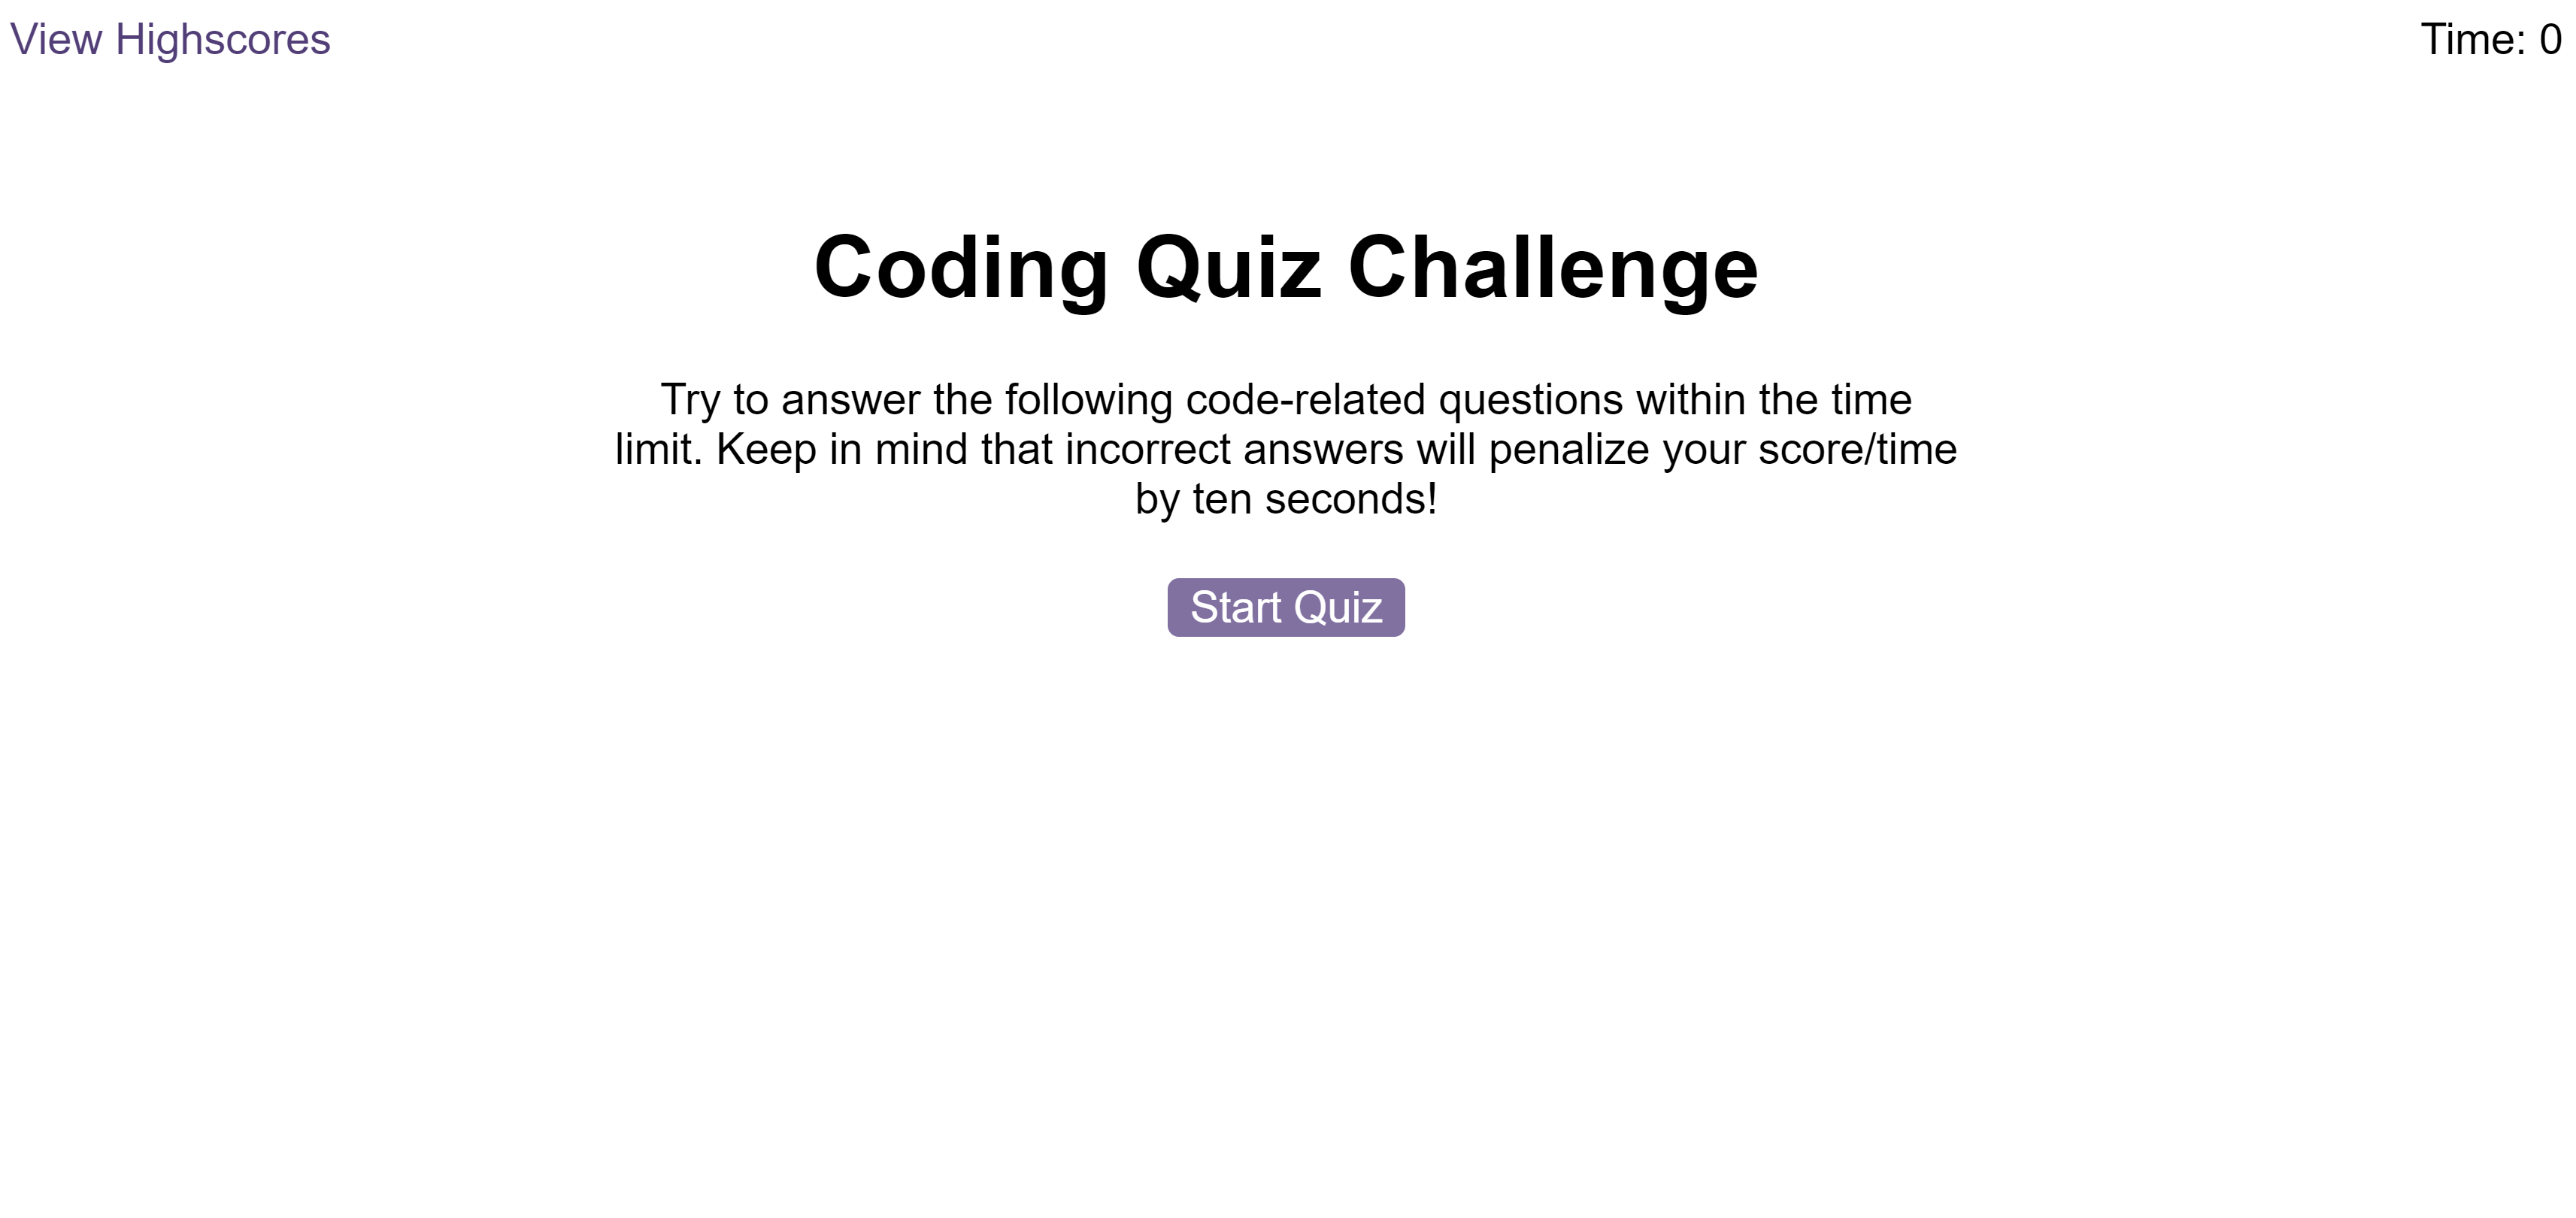 View Highscores
Time: 0
Coding Quiz Challenge
Try to answer the following code-related questions within the time
limit. Keep in mind that incorrect answers will penalize your score/time
by ten seconds!
Start Quiz